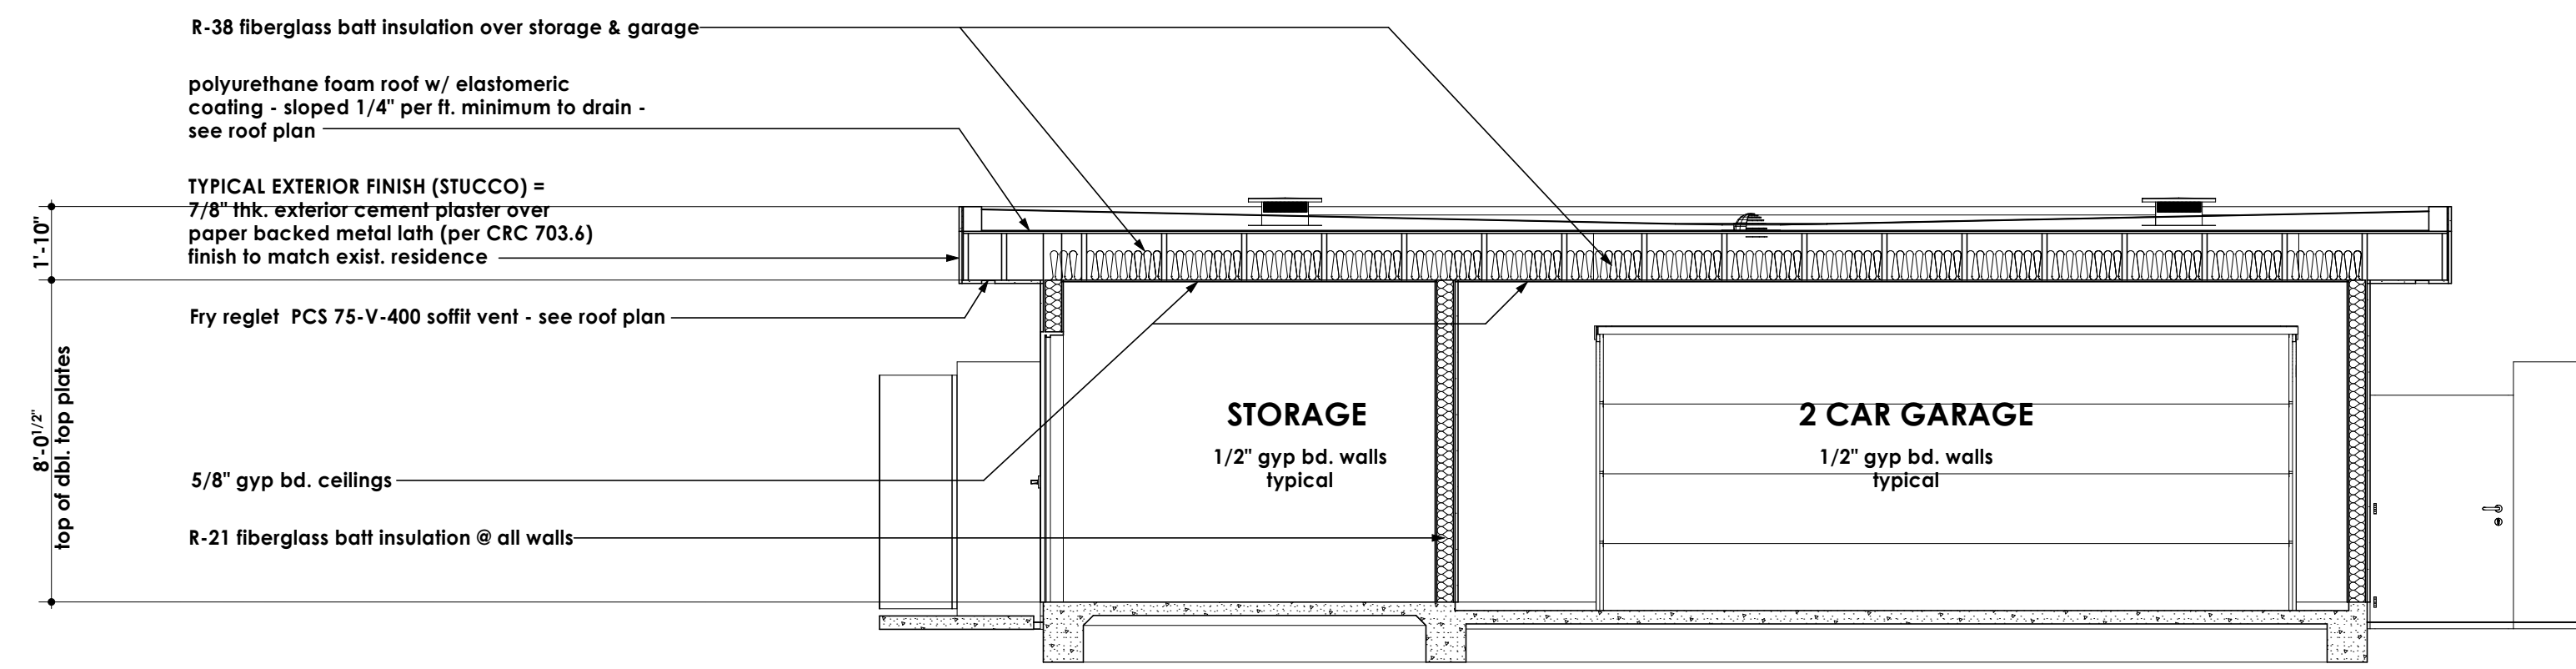 R-38 fiberglass batt insulation over storage & garage
polyurethane foam roof w/ elastomeric
coating - sloped 1/4" per ft. minimum to drain -
see roof plan
TYPICAL EXTERIOR FINISH (STUCCO) =
7/8" thk. exterior cement plaster over
paper backed metal lath (per CRC 703.6)
finish to match exist. residence
1'-10"
Fry reglet PCS 75-V-400 soffit vent - see roof plan
8'-0 1/2"
top of dbl. top plates
STORAGE
1/2" gyp bd. walls
typical
2 CAR GARAGE
1/2" gyp bd. walls
typical
5/8" gyp bd. ceilings
R-21 fiberglass batt insulation @ all walls